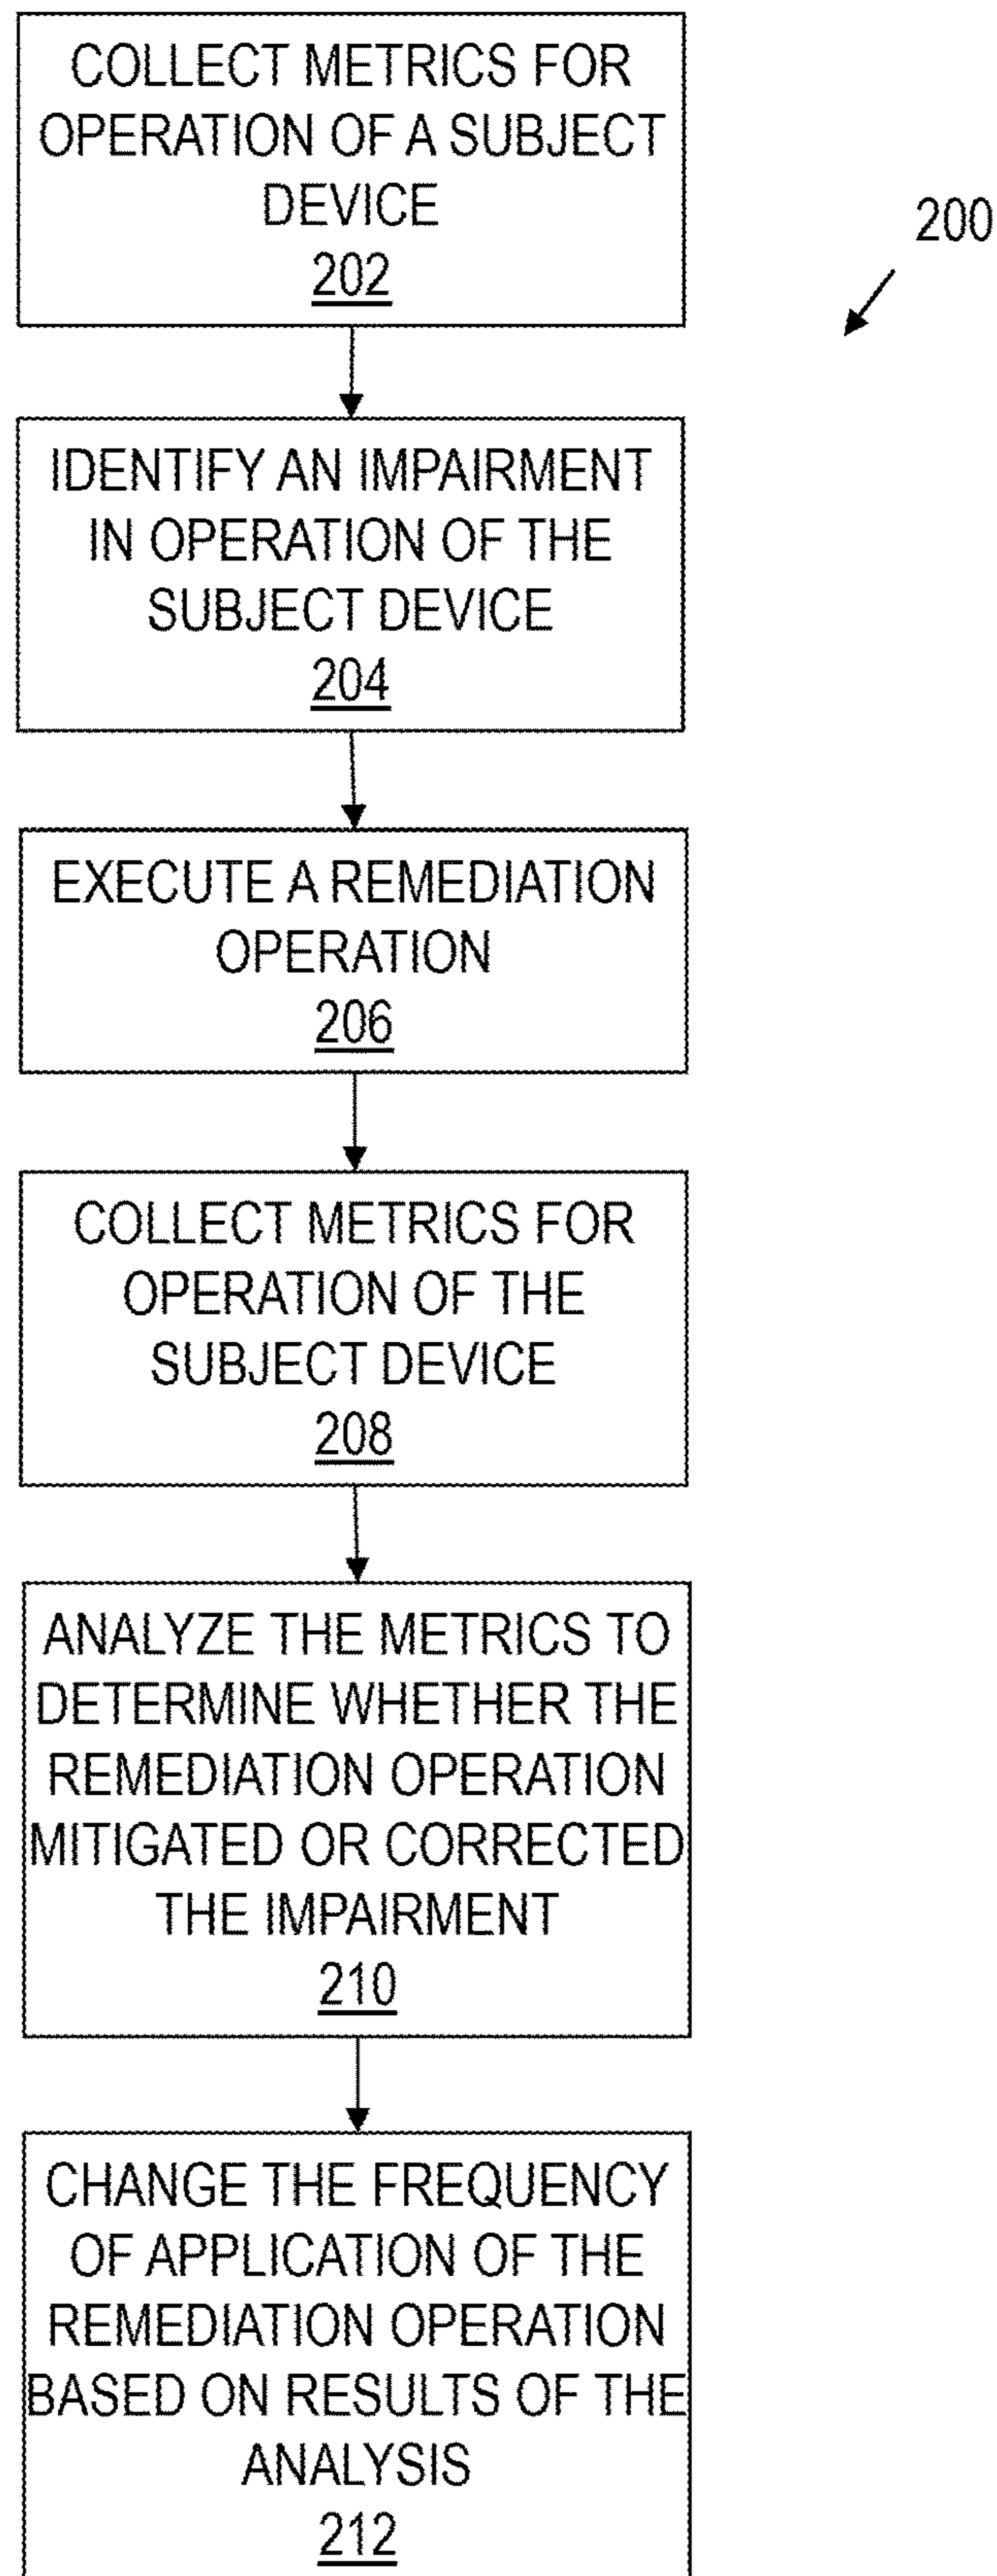 COLLECT METRICS FOR
OPERATION OF A SUBJECT
DEVICE
202
200
IDENTIFY AN IMPAIRMENT
IN OPERATION OF THE
SUBJECT DEVICE
204
EXECUTE A REMEDIATION
OPERATION
206
COLLECT METRICS FOR
OPERATION OF THE
SUBJECT DEVICE
208
ANALYZE THE METRICS TO
DETERMINE WHETHER THE
REMEDIATION OPERATION
MITIGATED OR CORRECTED
THE IMPAIRMENT
210
CHANGE THE FREQUENCY
OF APPLICATION OF THE
REMEDIATION OPERATION
BASED ON RESULTS OF THE
ANALYSIS
212